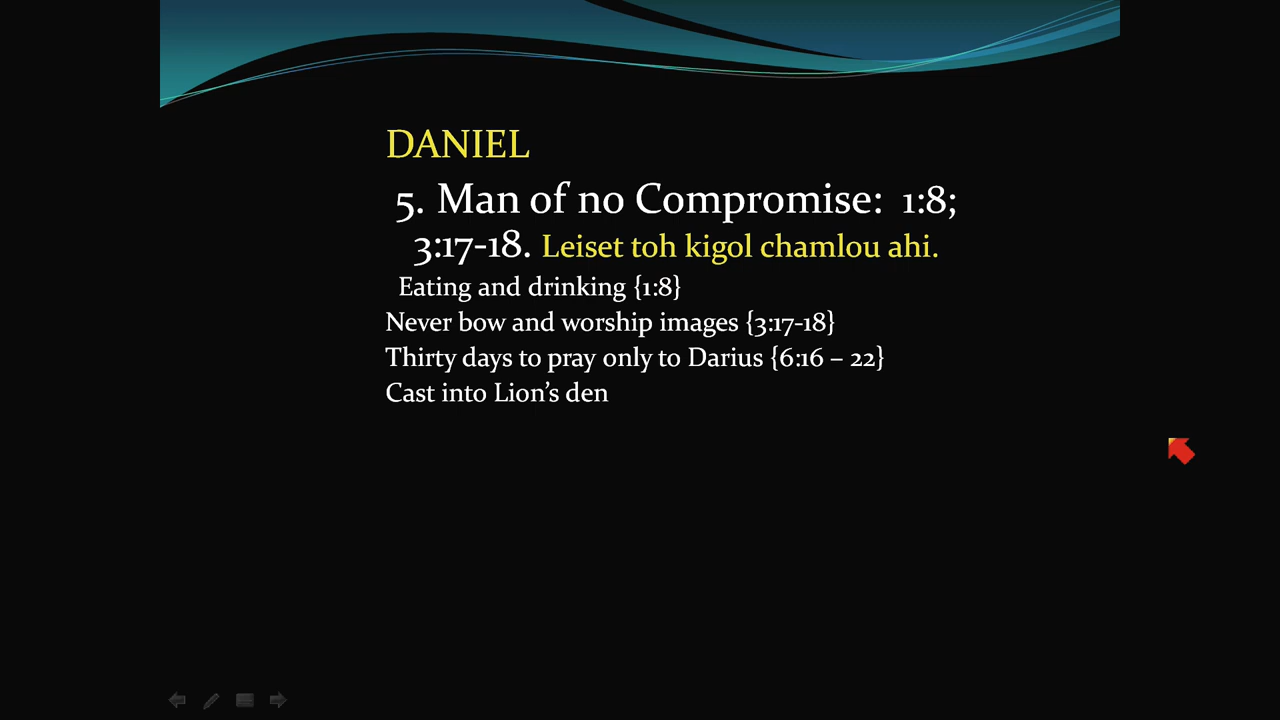 DANIEL
5. Man of no Compromise: 1:8;
3:17-18. Leiset toh kigol chamlou ahi.
Eating and drinking {1:8}
Never bow and worship images {3:17-18}
Thirty days to pray only to Darius {6:16 – 22}
Cast into Lion’s den